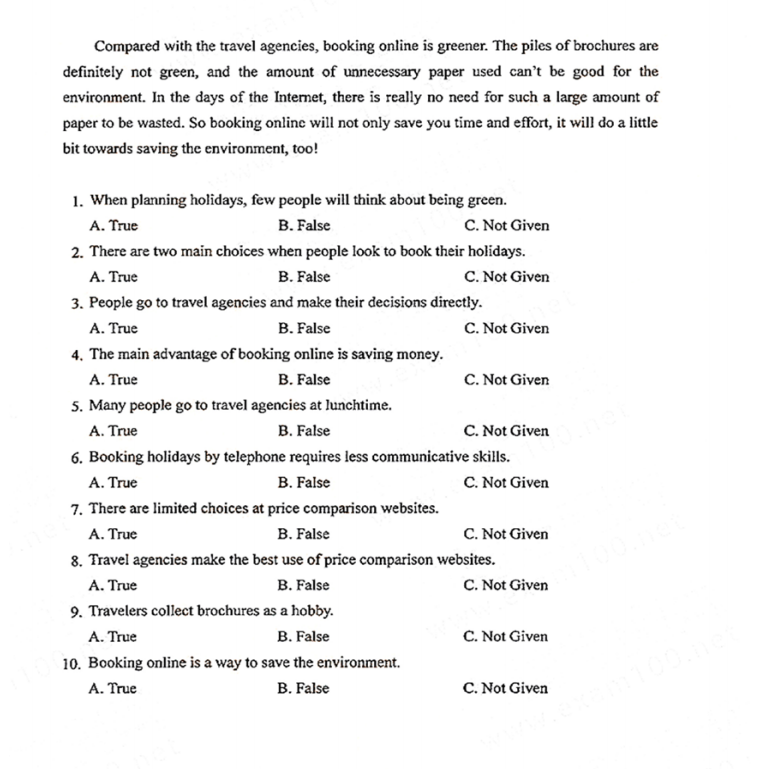 Compared with the travel agencies, booking online is greener. The piles of brochures are
definitely not green, and the amount of unnecessary paper used can't be good for the
environment. In the days of the Internet, there is really no need for such a large amount of
paper to be wasted. So booking online will not only save you time and effort, it will do a little
bit towards saving the environment, too!
1. When planning holidays, few people will think about being green.
A. True B. False C. Not Given
2. There are two main choices when people look to book their holidays.
A. True B. False C. Not Given
3. People go to travel agencies and make their decisions directly.
A. True B. False C. Not Given
4. The main advantage of booking online is saving money.
A. True B. False C. Not Given
5. Many people go to travel agencies at lunchtime.
A. True B. False C. Not Given
6. Booking holidays by telephone requires less communicative skills.
A. True B. False C. Not Given
7. There are limited choices at price comparison websites.
A. True B. False C. Not Given
8. Travel agencies make the best use of price comparison websites.
A. True B. False C. Not Given
9. Travelers collect brochures as a hobby.
A. True B. False C. Not Given
10. Booking online is a way to save the environment.
A. True B. False C. Not Given
www.exam100.net